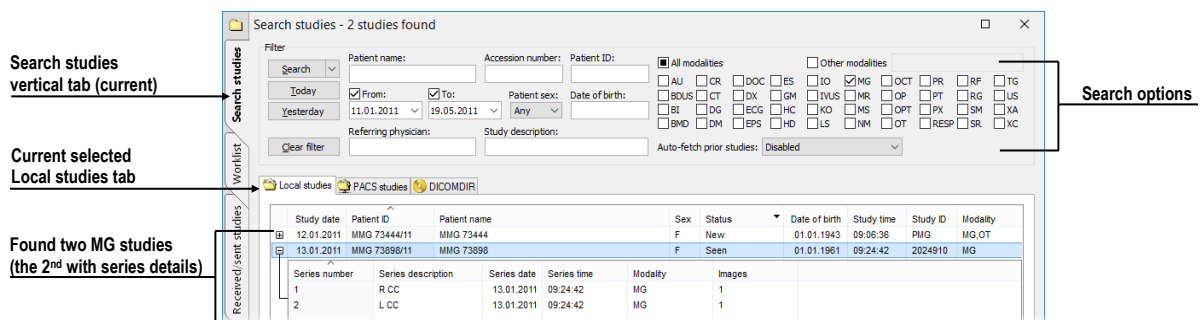 Search studies - 2 studies found
Search studies
vertical tab (current)
Current selected
Local studies tab
Found two MG studies
(the 2nd with series details)
Search options
Search studies
Worklist
Received/sent studies
Filter
Search
Today
Yesterday
Clear filter
Patient name:
Accession number:
Patient ID:
From:
To:
Patient sex:
Date of birth:
11.01.2011
19.05.2011
Any
Referring physician:
Study description:
All modalities
Other modalities
AU CR DOC ES IO MG OCT PR RF TG
BDUS CT DX GM IVUS MR OP PT RG US
BI DG ECG HC KO MS OPT PX SM XA
BMD DM EPS HD LS NM OT RESP SR XC
Auto-fetch prior studies: Disabled
Local studies PACS studies DICOMDIR
Study date Patient ID Patient name Sex Status Date of birth Study time Study ID Modality
12.01.2011 MMG 73444/11 MMG 73444 F New 01.01.1943 09:06:36 PMG MG,OT
13.01.2011 MMG 73898/11 MMG 73898 F Seen 01.01.1961 09:24:42 2024910 MG
Series number Series description Series date Series time Modality Images
1 R CC 13.01.2011 09:24:42 MG 1
2 L CC 13.01.2011 09:24:42 MG 1